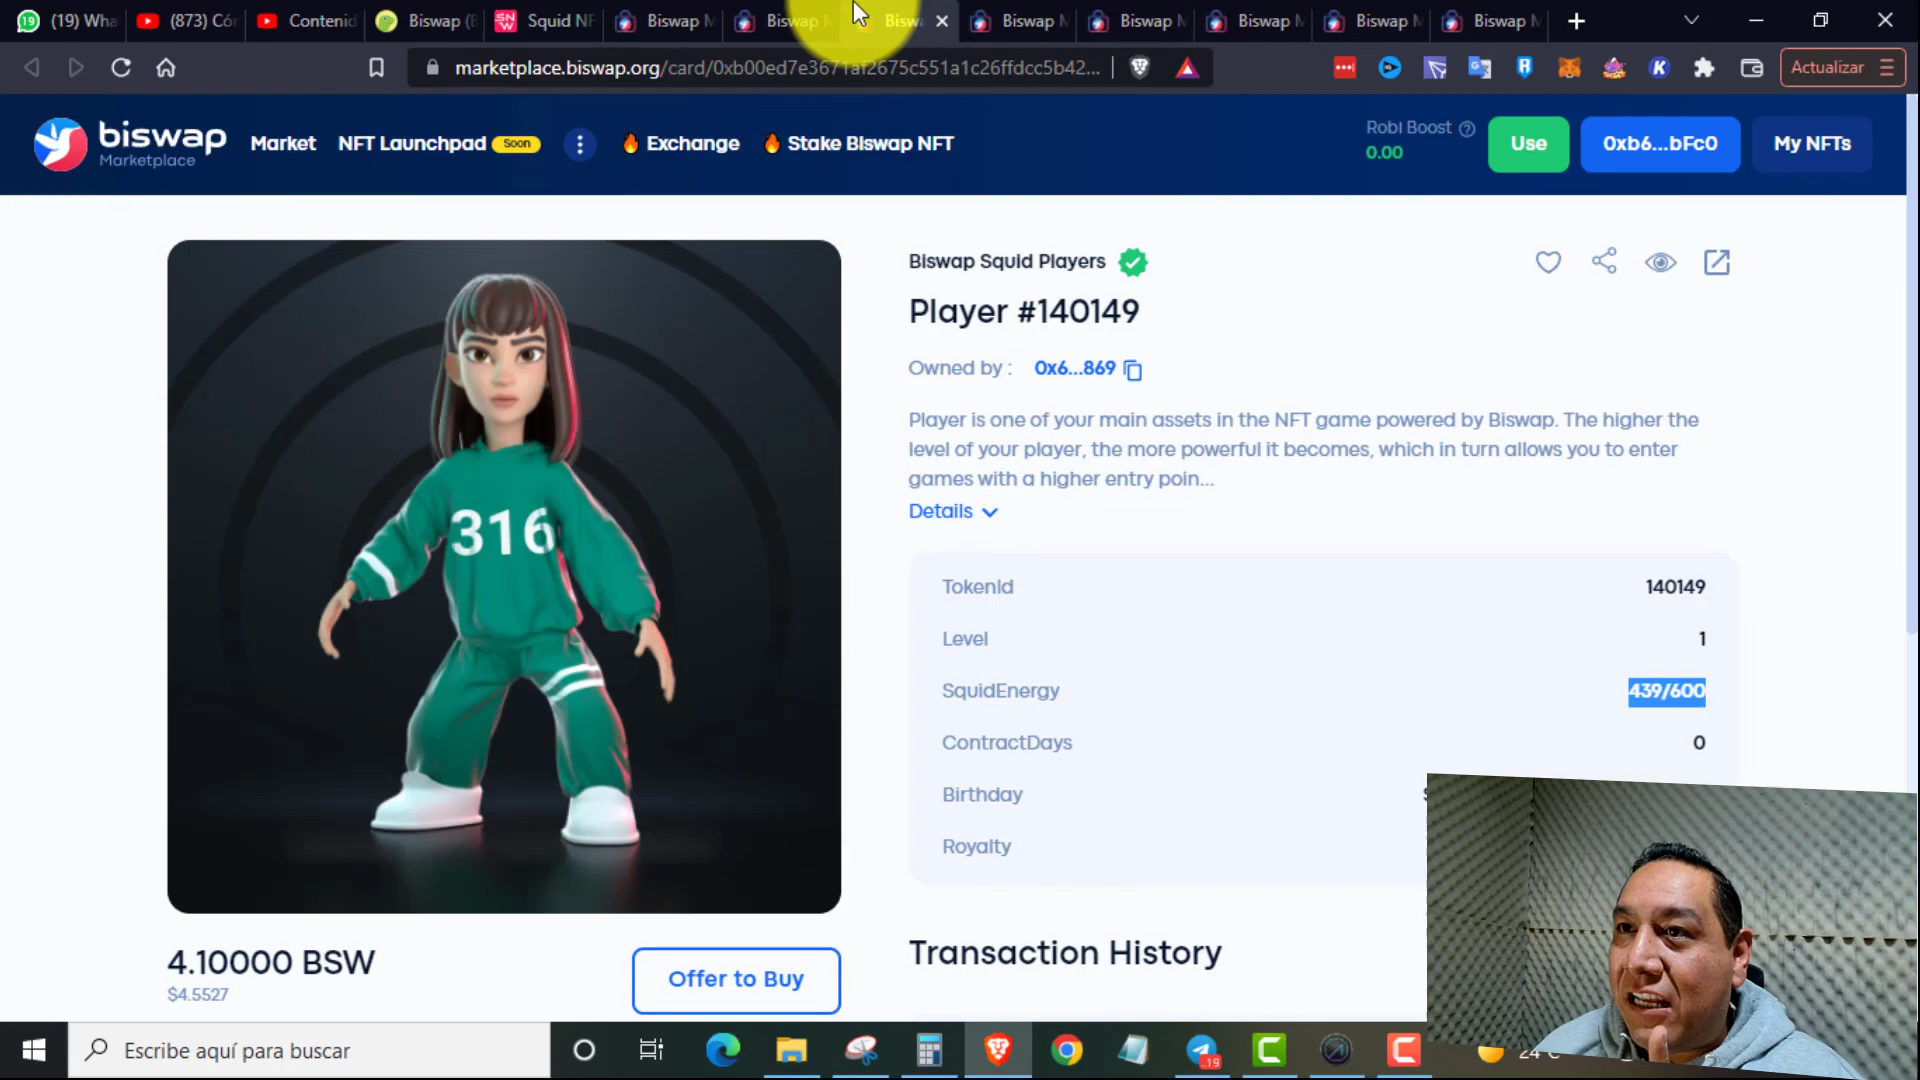 (19) Wha
(873) Cór
Contenid
Biswap (B
Squid NF
Biswap M
Biswap M
Biswa
Biswap M
Biswap M
Biswap M
Biswap M
Biswap M
marketplace.biswap.org/card/0xb00ed7e3671af2675c551a1c26ffdcc5b42...
Actualizar
biswap
Marketplace
Market
NFT Launchpad
Soon
Exchange
Stake Biswap NFT
Robi Boost
0.00
Use
0xb6...bFc0
My NFTs
Biswap Squid Players
Player #140149
Owned by : 0x6...869
Player is one of your main assets in the NFT game powered by Biswap. The higher the
level of your player, the more powerful it becomes, which in turn allows you to enter
games with a higher entry poin...
Details
316
TokenId 140149
Level 1
SquidEnergy 439/600
ContractDays 0
Birthday
Royalty
4.10000 BSW
$4.5527
Offer to Buy
Transaction History
Escribe aquí para buscar
24°C